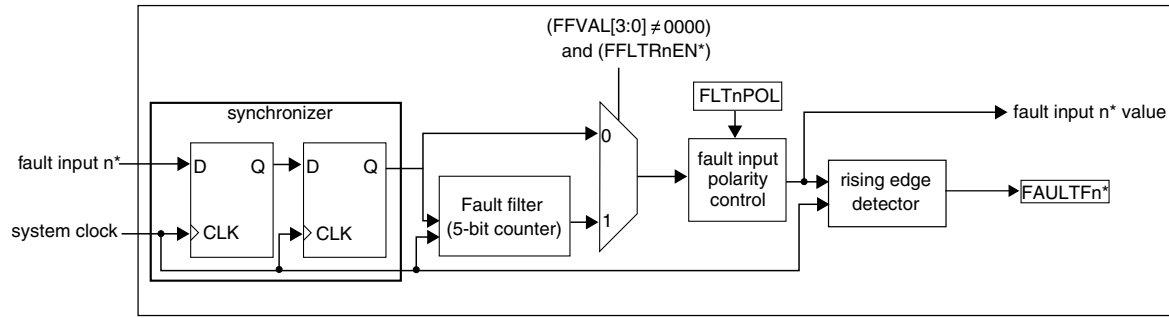 (FFVAL[3:0] ≠ 0000)
and (FFLTRnEN*)
synchronizer
FLTnPOL
fault input n* value
fault input n*
D
Q
D
Q
0
fault input
polarity
control
rising edge
detector
FAULTFn*
Fault filter
(5-bit counter)
1
system clock
CLK
CLK